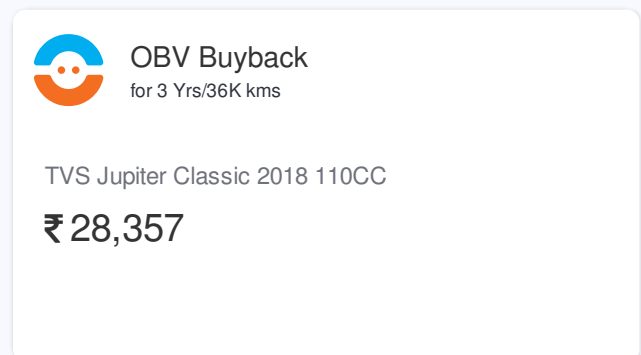 OBV Buyback
for 3 Yrs/36K kms
TVS Jupiter Classic 2018 110CC
₹ 28,357